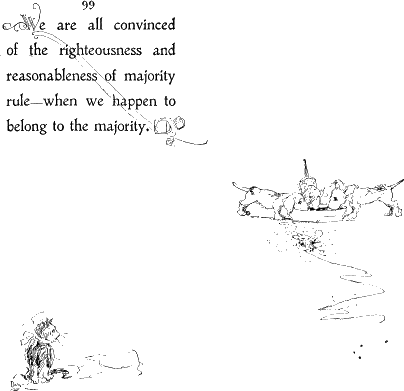 99
We are all convinced
of the righteousness and
reasonableness of majority
rule—when we happen to
belong to the majority.